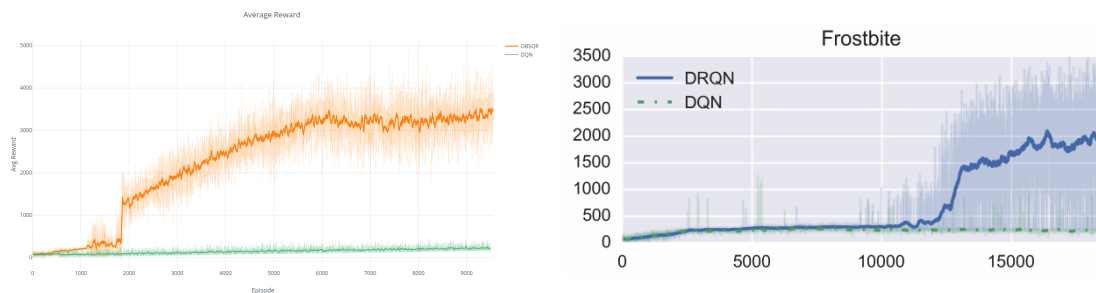 Average Reward
OBSQR
DQN
5000
4000
3000
2000
1000
0
Avg Reward
0 1000 2000 3000 4000 5000 6000 7000 8000 9000
Episode
Frostbite
DRQN
DQN
3500
3000
2500
2000
1500
1000
500
0
0 5000 10000 15000